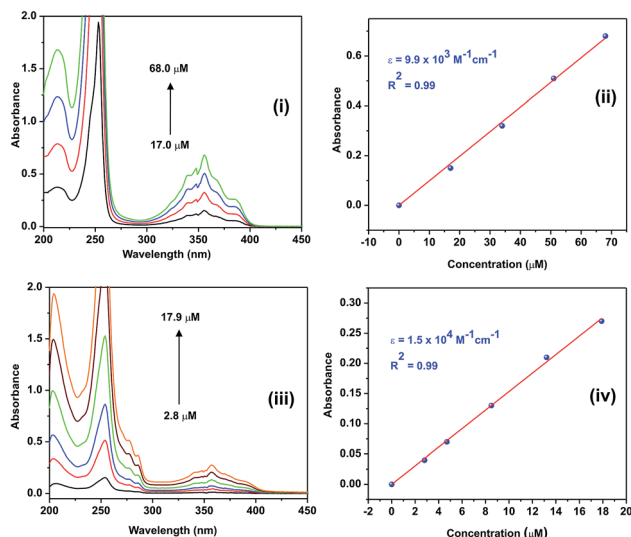 2.0
1.5
1.0
0.5
0.0
Absorbance
68.0 μM
17.0 μM
(i)
200 250 300 350 400 450
Wavelength (nm)
0.6
0.4
0.2
0.0
Absorbance
ε = 9.9 x 10³ M⁻¹cm⁻¹
R² = 0.99
(ii)
-10 0 10 20 30 40 50 60 70 80
Concentration (μM)
2.0
1.5
1.0
0.5
0.0
Absorbance
17.9 μM
2.8 μM
(iii)
200 250 300 350 400 450
Wavelength (nm)
0.30
0.25
0.20
0.15
0.10
0.05
0.00
Absorbance
ε = 1.5 x 10⁴ M⁻¹cm⁻¹
R² = 0.99
(iv)
0 2 4 6 8 10 12 14 16 18 20
Concentration (μM)